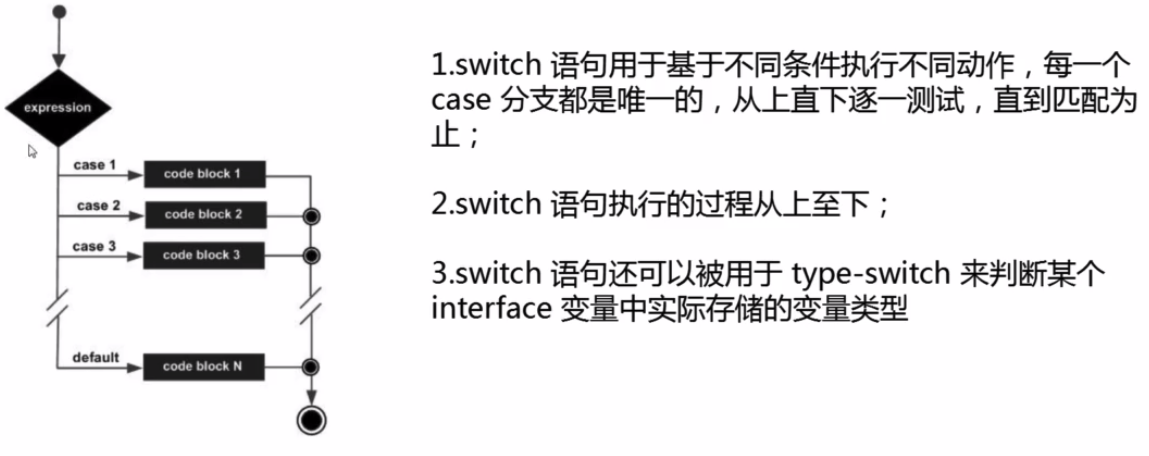 expression
case 1
code block 1
case 2
code block 2
case 3
code block 3
default
code block N
1.switch 语句用于基于不同条件执行不同动作，每一个
case 分支都是唯一的，从上直下逐一测试，直到匹配为
止；
2.switch 语句执行的过程从上至下；
3.switch 语句还可以被用于 type-switch 来判断某个
interface 变量中实际存储的变量类型